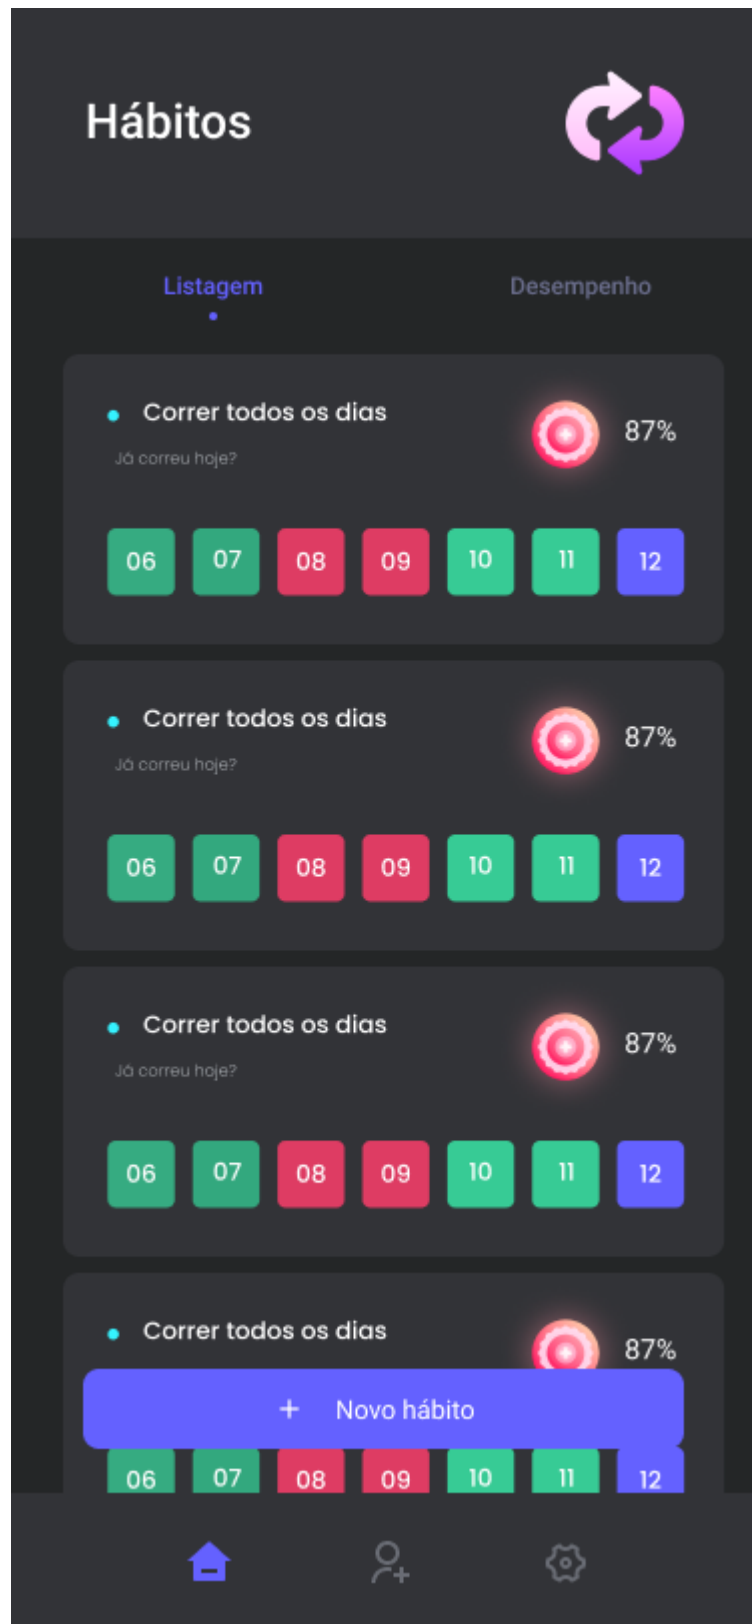 Hábitos
Listagem Desempenho
Correr todos os dias 87%
Já correu hoje?
06 07 08 09 10 11 12
Correr todos os dias 87%
Já correu hoje?
06 07 08 09 10 11 12
Correr todos os dias 87%
Já correu hoje?
06 07 08 09 10 11 12
Correr todos os dias 87%
+ Novo hábito
06 07 08 09 10 11 12